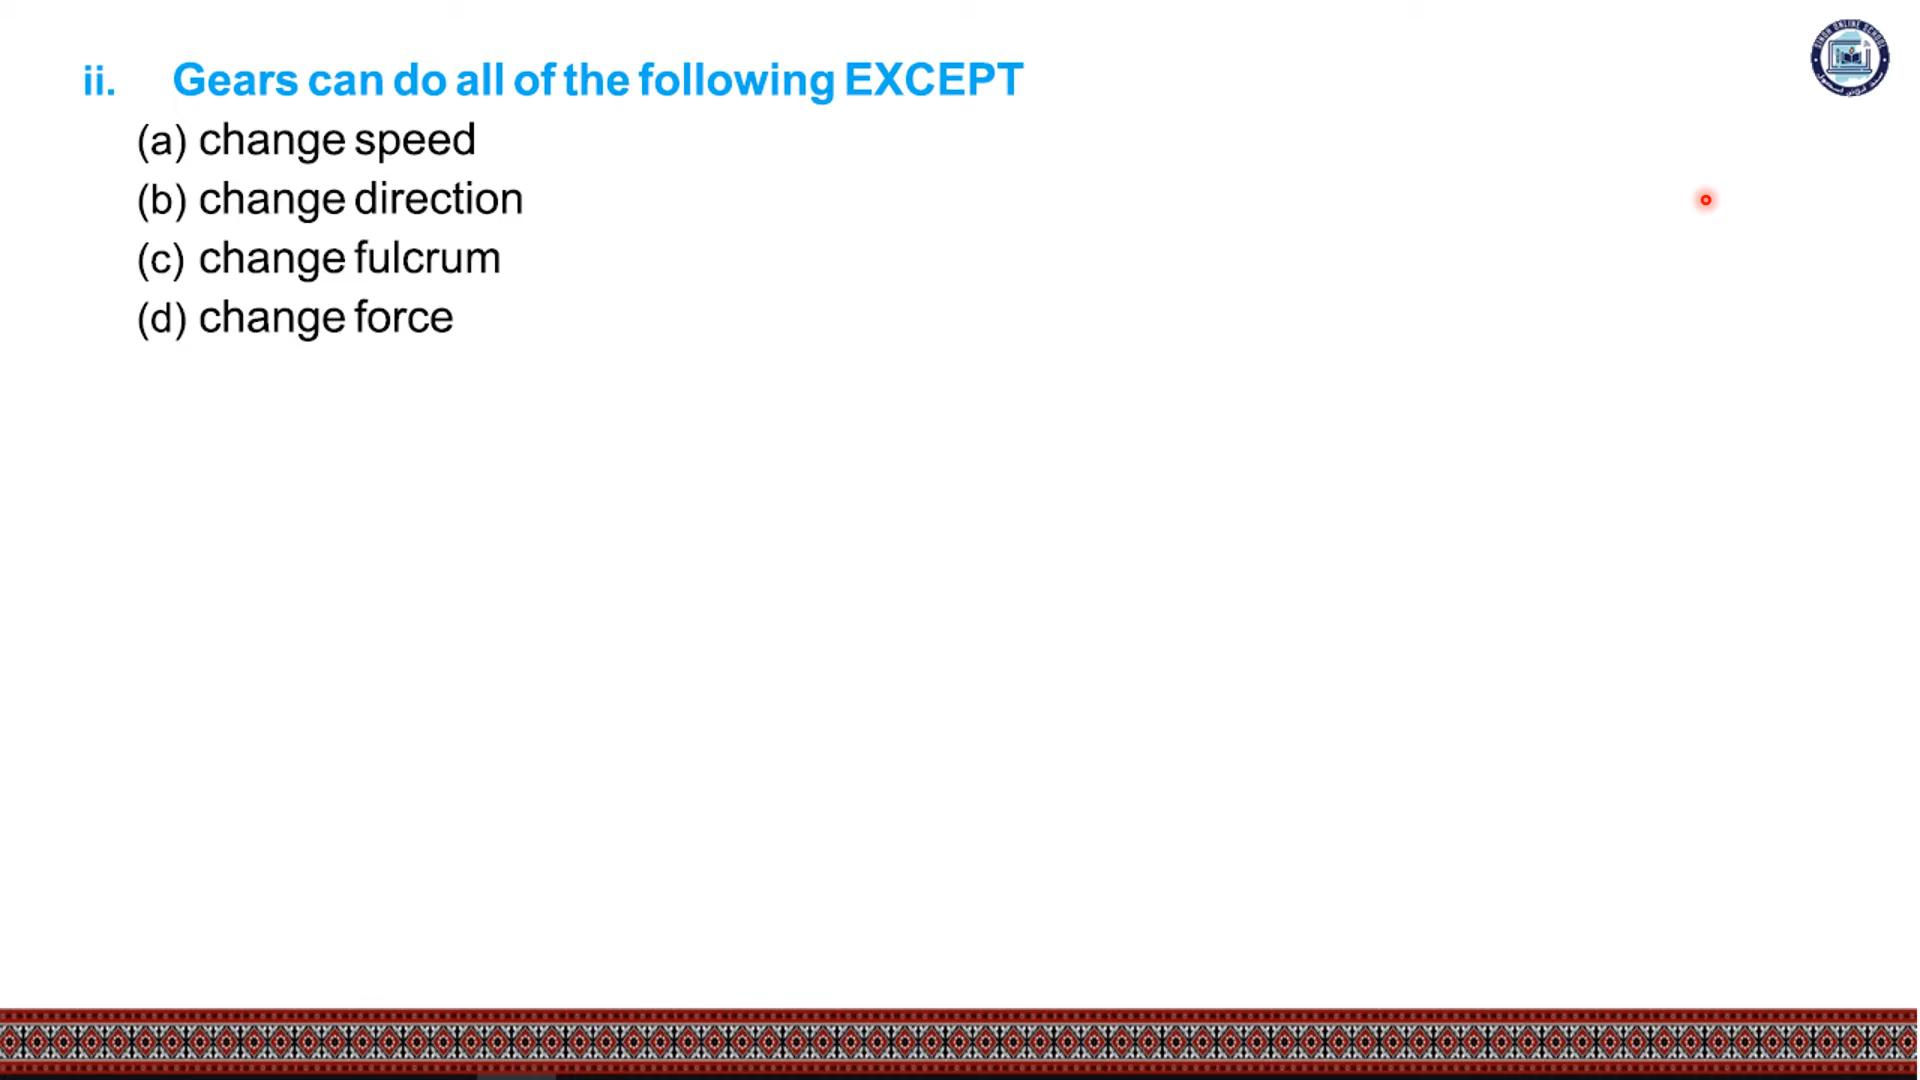 ii. Gears can do all of the following EXCEPT
(a) change speed
(b) change direction
(c) change fulcrum
(d) change force